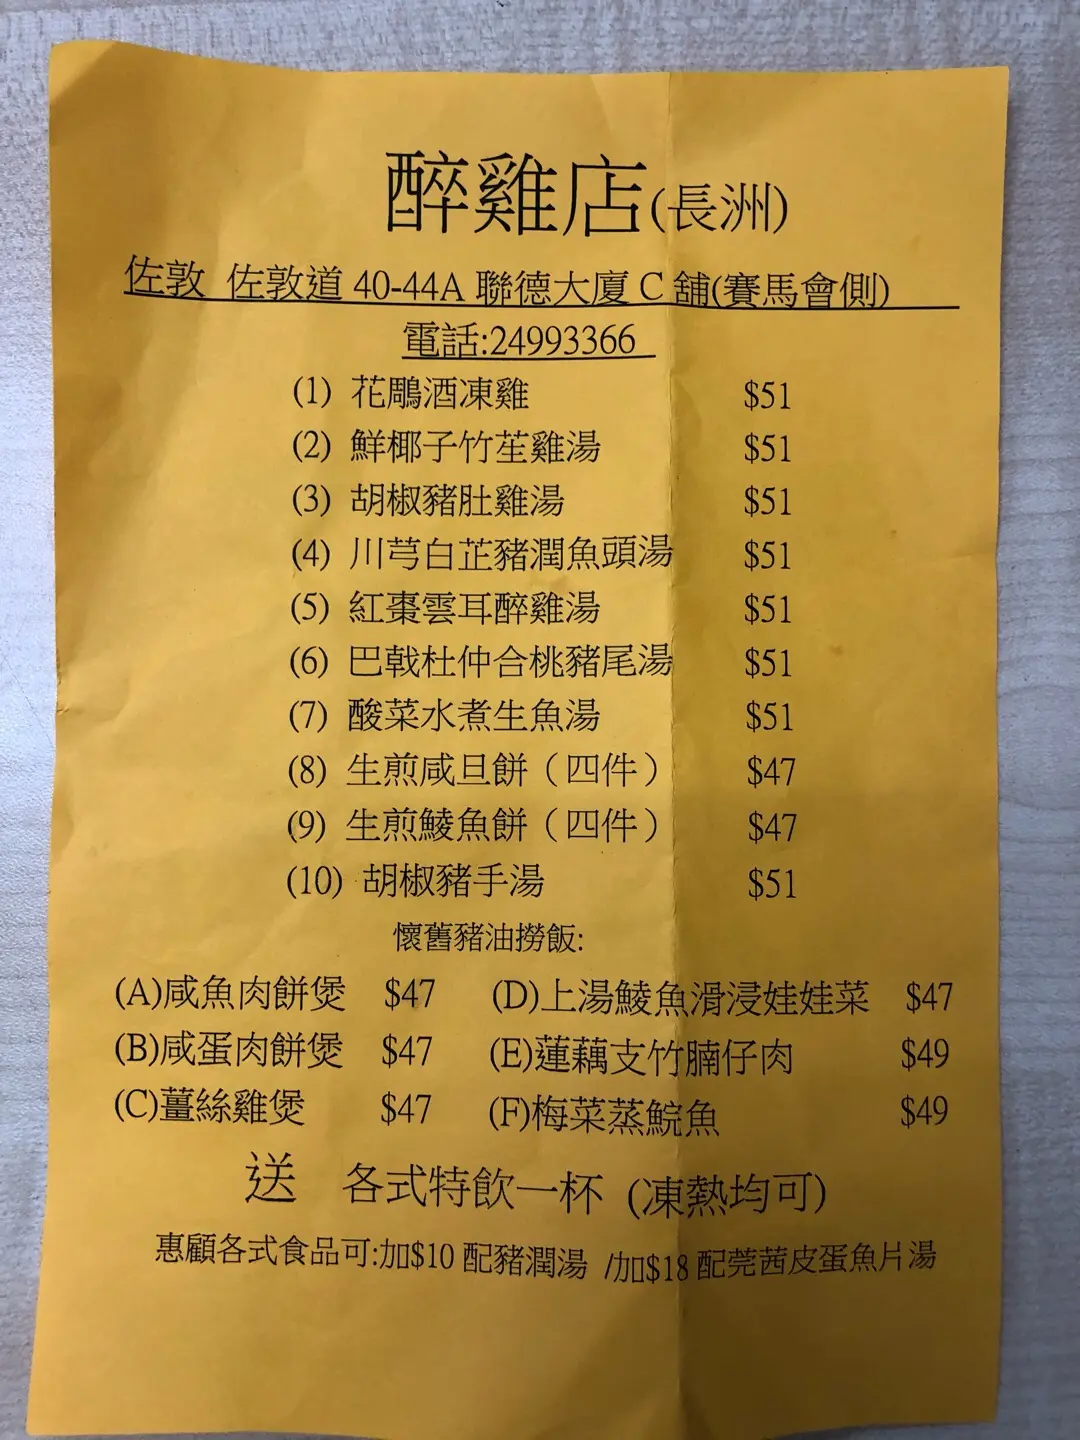 醉雞店(長洲)
佐敦 佐敦道 40-44A 聯德大廈 C 舖(賽馬會側)
電話:24993366
(1) 花鵰酒凍雞 $51
(2) 鮮椰子竹笙雞湯 $51
(3) 胡椒豬肚雞湯 $51
(4) 川芎白芷豬潤魚頭湯 $51
(5) 紅棗雲耳醉雞湯 $51
(6) 巴戟杜仲合桃豬尾湯 $51
(7) 酸菜水煮生魚湯 $51
(8) 生煎咸旦餅（四件） $47
(9) 生煎鯪魚餅（四件） $47
(10) 胡椒豬手湯 $51
懷舊豬油撈飯:
(A)咸魚肉餅煲 $47 (D)上湯鯪魚滑浸娃娃菜 $47
(B)咸蛋肉餅煲 $47 (E)蓮藕支竹腩仔肉 $49
(C)薑絲雞煲 $47 (F)梅菜蒸鯇魚 $49
送 各式特飲一杯 (凍熱均可)
惠顧各式食品可:加$10 配豬潤湯 /加$18 配莞茜皮蛋魚片湯